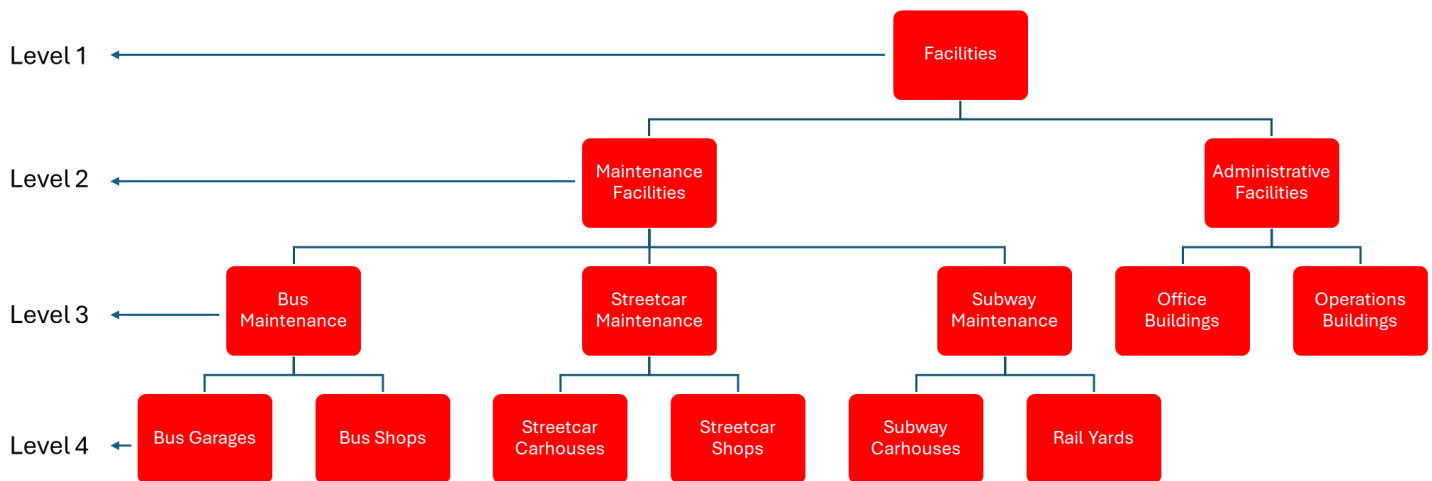 Level 1
Facilities
Level 2
Maintenance
Facilities
Administrative
Facilities
Level 3
Bus
Maintenance
Streetcar
Maintenance
Subway
Maintenance
Office
Buildings
Operations
Buildings
Level 4
Bus Garages
Bus Shops
Streetcar
Carhouses
Streetcar
Shops
Subway
Carhouses
Rail Yards